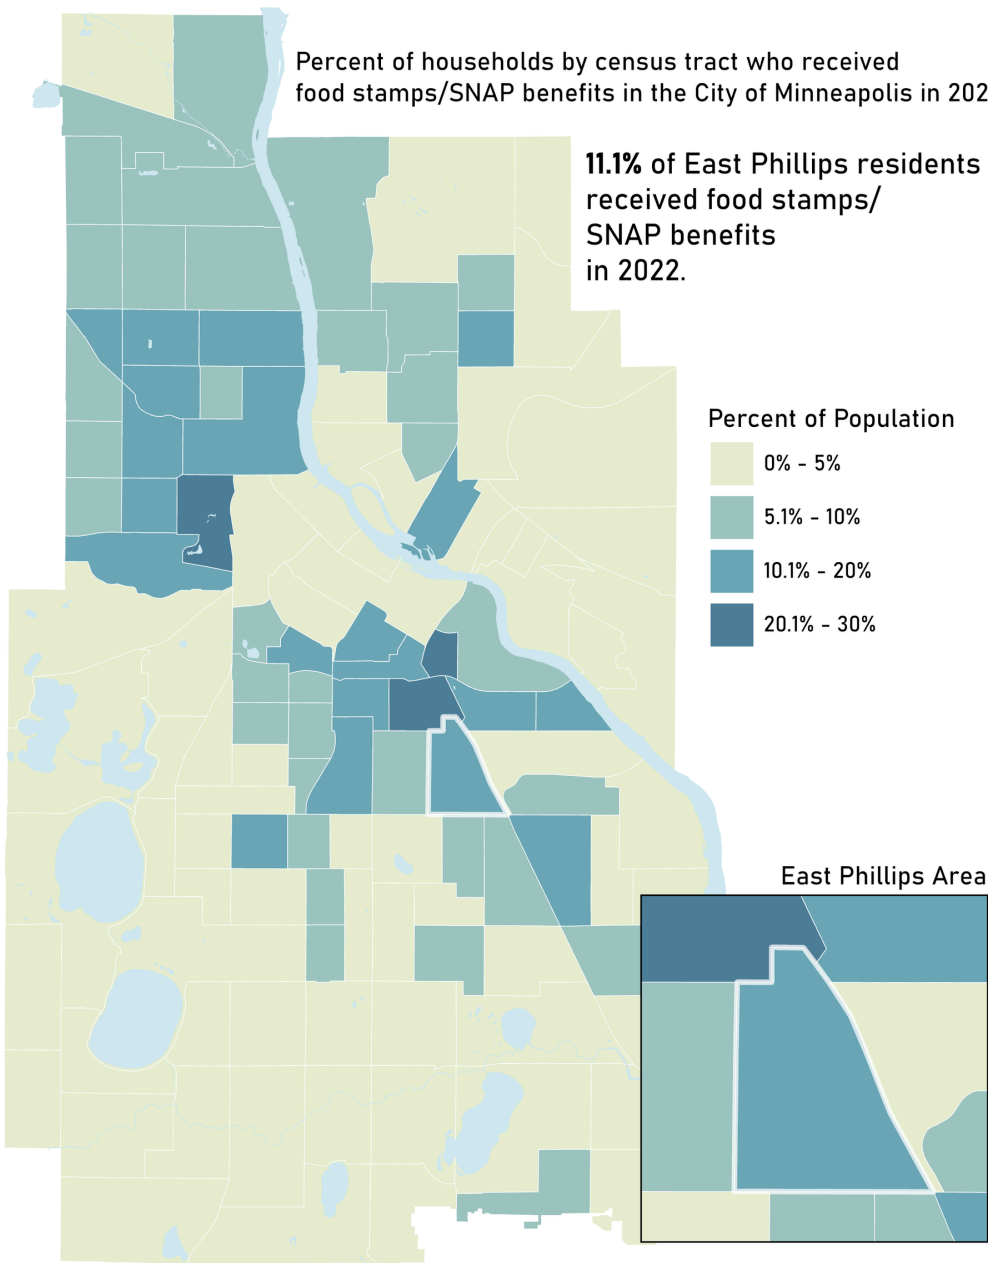 Percent of households by census tract who received
food stamps/SNAP benefits in the City of Minneapolis in 202
11.1% of East Phillips residents
received food stamps/
SNAP benefits
in 2022.
Percent of Population
0% - 5%
5.1% - 10%
10.1% - 20%
20.1% - 30%
East Phillips Area